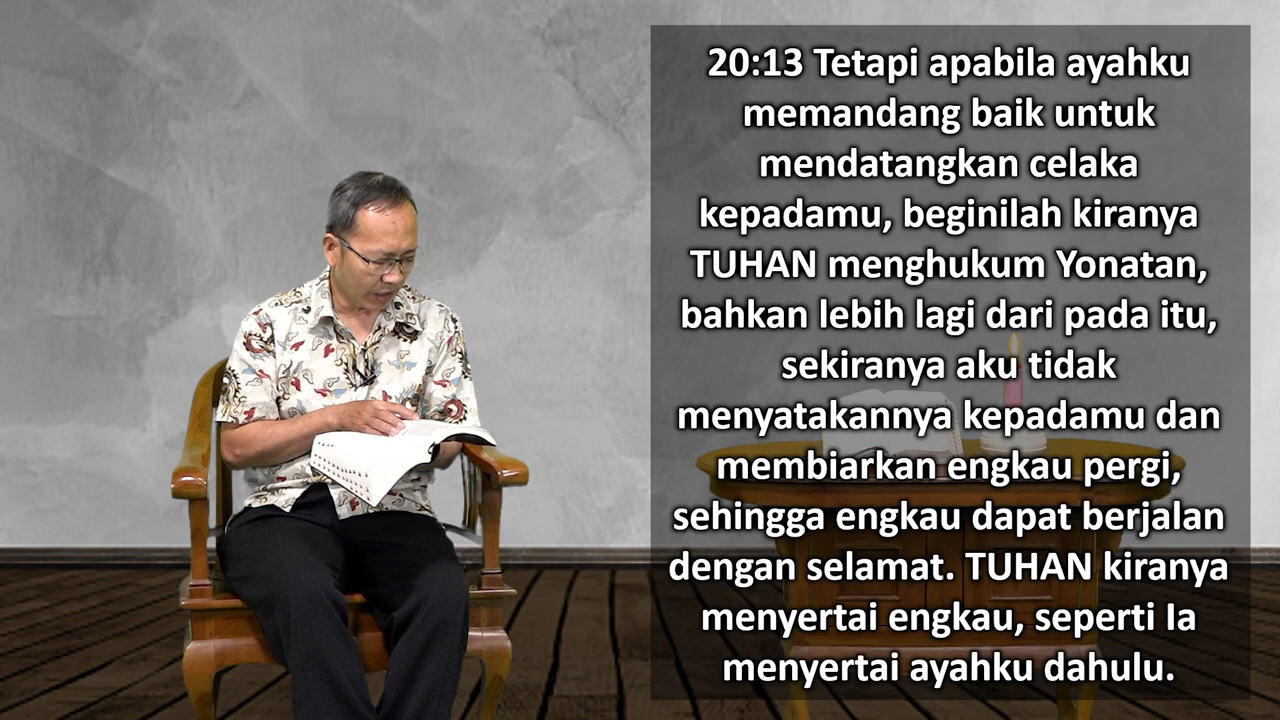 20:13 Tetapi apabila ayahku
memandang baik untuk
mendatangkan celaka
kepadamu, beginilah kiranya
TUHAN menghukum Yonatan,
bahkan lebih lagi dari pada itu,
sekiranya aku tidak
menyatakannya kepadamu dan
membiarkan engkau pergi,
sehingga engkau dapat berjalan
dengan selamat. TUHAN kiranya
menyertai engkau, seperti Ia
menyertai ayahku dahulu.